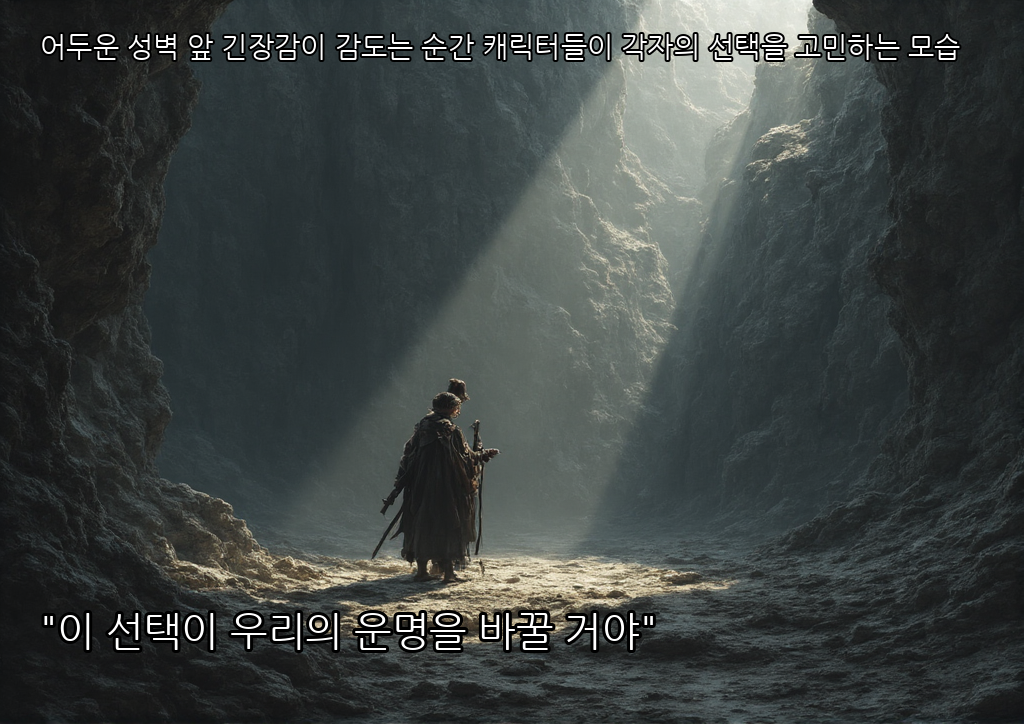 어두운 성벽 앞 긴장감이 감도는 순간 캐릭터들이 각자의 선택을 고민하는 모습
"이 선택이 우리의 운명을 바꿀 거야"